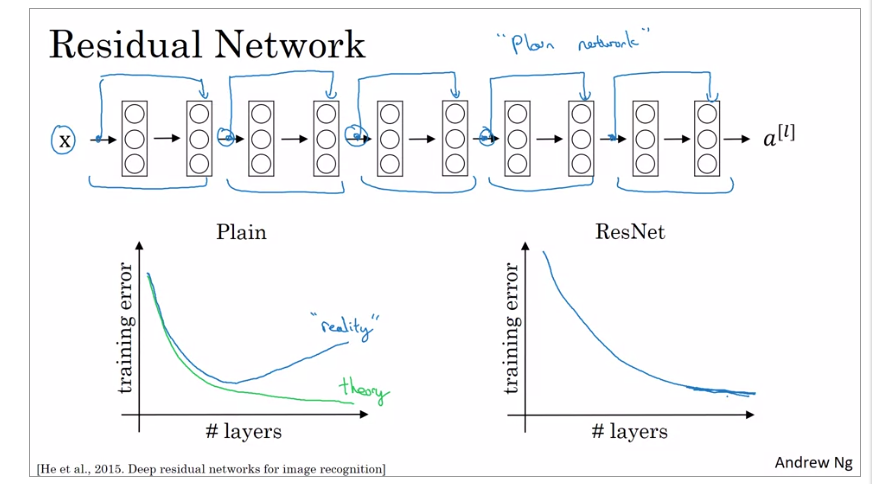 Residual Network
"Plain network"
x
a[l]
Plain
ResNet
training error
"reality"
theory
# layers
training error
# layers
[He et al., 2015. Deep residual networks for image recognition]
Andrew Ng